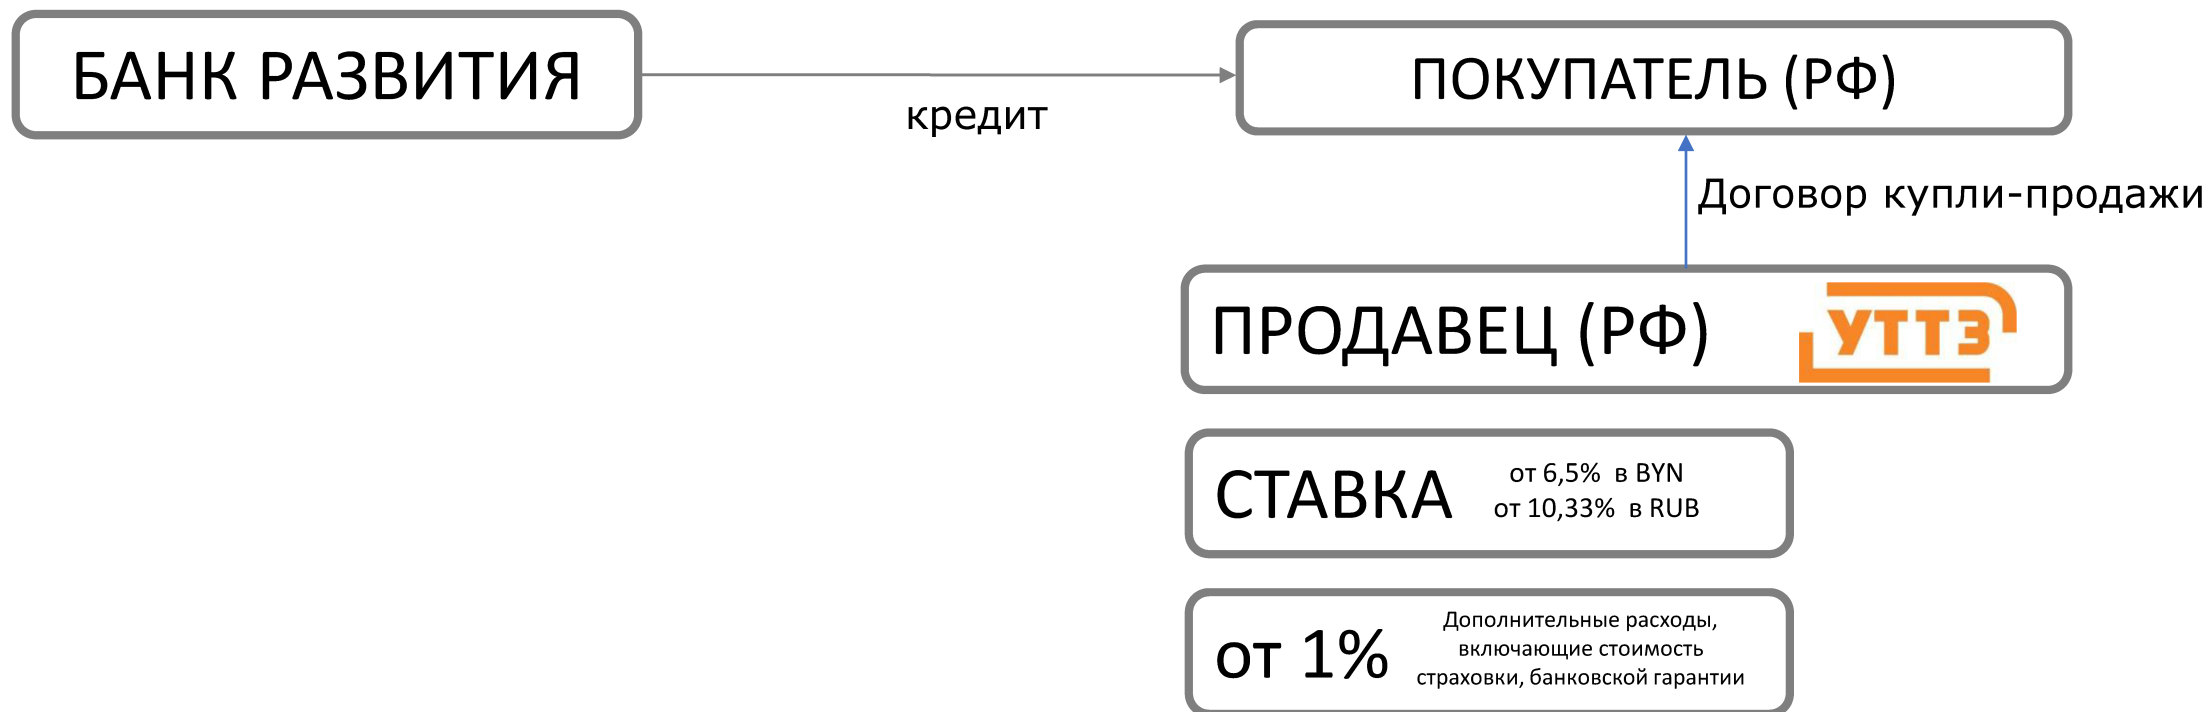 БАНК РАЗВИТИЯ
кредит
ПОКУПАТЕЛЬ (РФ)
Договор купли-продажи
ПРОДАВЕЦ (РФ)
УТТЗ
СТАВКА
от 6,5% в BYN
от 10,33% в RUB
от 1%
Дополнительные расходы,
включающие стоимость
страховки, банковской гарантии